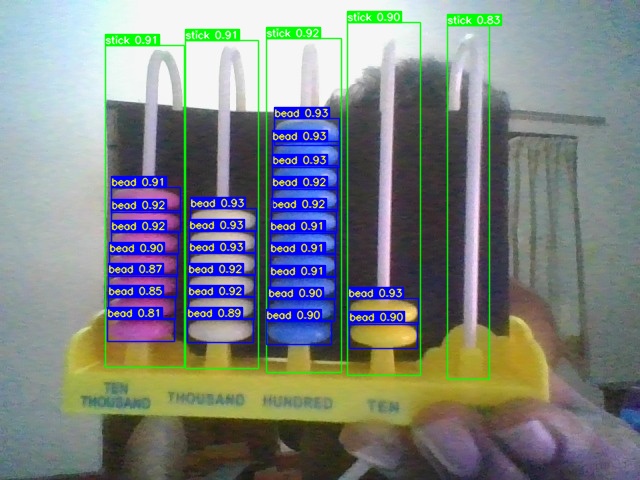 stick 0.91
stick 0.91
stick 0.92
stick 0.90
stick 0.83
bead 0.91
bead 0.92
bead 0.92
bead 0.90
bead 0.87
bead 0.85
bead 0.81
bead 0.93
bead 0.93
bead 0.93
bead 0.92
bead 0.92
bead 0.89
bead 0.93
bead 0.93
bead 0.93
bead 0.92
bead 0.92
bead 0.91
bead 0.91
bead 0.91
bead 0.90
bead 0.90
bead 0.93
bead 0.90
TEN
THOUSAND
THOUSAND
HUNDRED
TEN